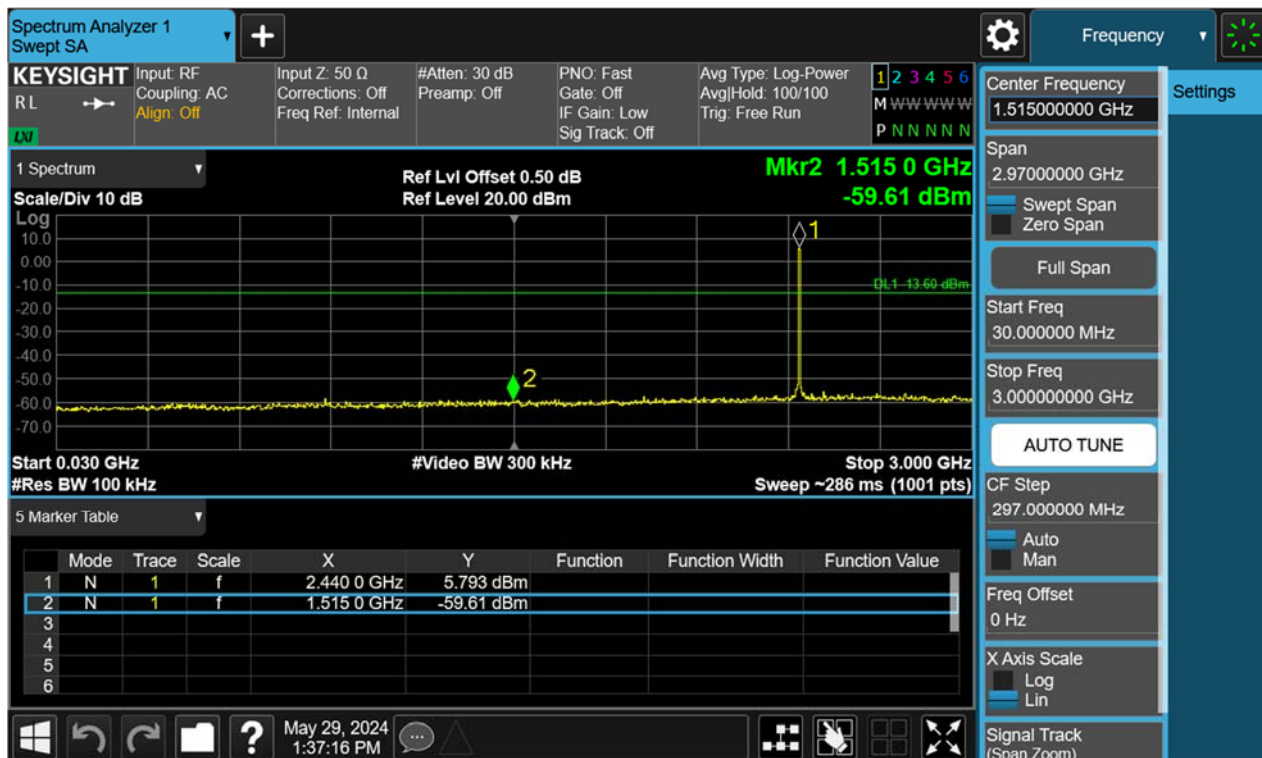 Spectrum Analyzer 1
Swept SA
+
Frequency
KEYSIGHT
RL
LXI
Input: RF
Coupling: AC
Align: Off
Input Z: 50 Ω
Corrections: Off
Freq Ref: Internal
#Atten: 30 dB
Preamp: Off
PNO: Fast
Gate: Off
IF Gain: Low
Sig Track: Off
Avg Type: Log-Power
Avg|Hold: 100/100
Trig: Free Run
1 2 3 4 5 6
M W W W W W
P N N N N N
1 Spectrum
Scale/Div 10 dB
Ref Lvl Offset 0.50 dB
Ref Level 20.00 dBm
Mkr2 1.515 0 GHz
-59.61 dBm
Log
10.0
0.00
-10.0
-20.0
-30.0
-40.0
-50.0
-60.0
-70.0
1
DL1 -13.60 dBm
2
Start 0.030 GHz
#Video BW 300 kHz
Stop 3.000 GHz
#Res BW 100 kHz
Sweep ~286 ms (1001 pts)
5 Marker Table
Mode Trace Scale X Y Function Function Width Function Value
1 N 1 f 2.440 0 GHz 5.793 dBm
2 N 1 f 1.515 0 GHz -59.61 dBm
3
4
5
6
?
May 29, 2024
1:37:16 PM
Center Frequency
1.515000000 GHz
Settings
Span
2.97000000 GHz
Swept Span
Zero Span
Full Span
Start Freq
30.000000 MHz
Stop Freq
3.000000000 GHz
AUTO TUNE
CF Step
297.000000 MHz
Auto
Man
Freq Offset
0 Hz
X Axis Scale
Log
Lin
Signal Track
(Span Zoom)